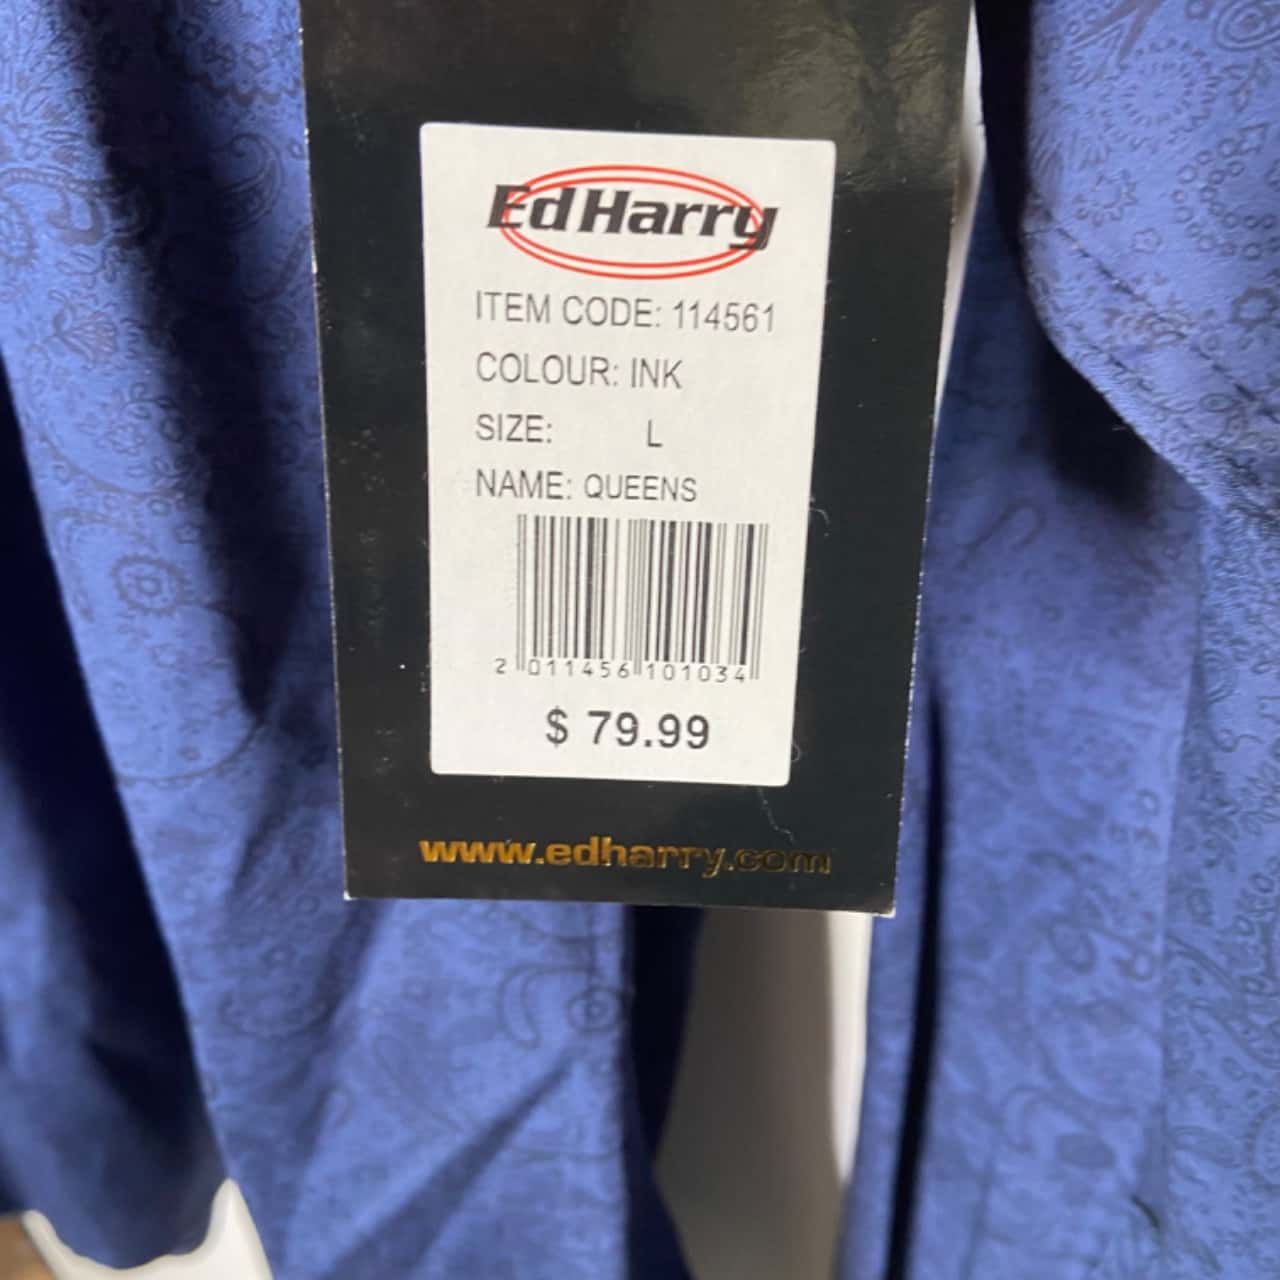 Ed Harry
ITEM CODE: 114561
COLOUR: INK
SIZE: L
NAME: QUEENS
2 011456 101034
$ 79.99
www.edharry.com